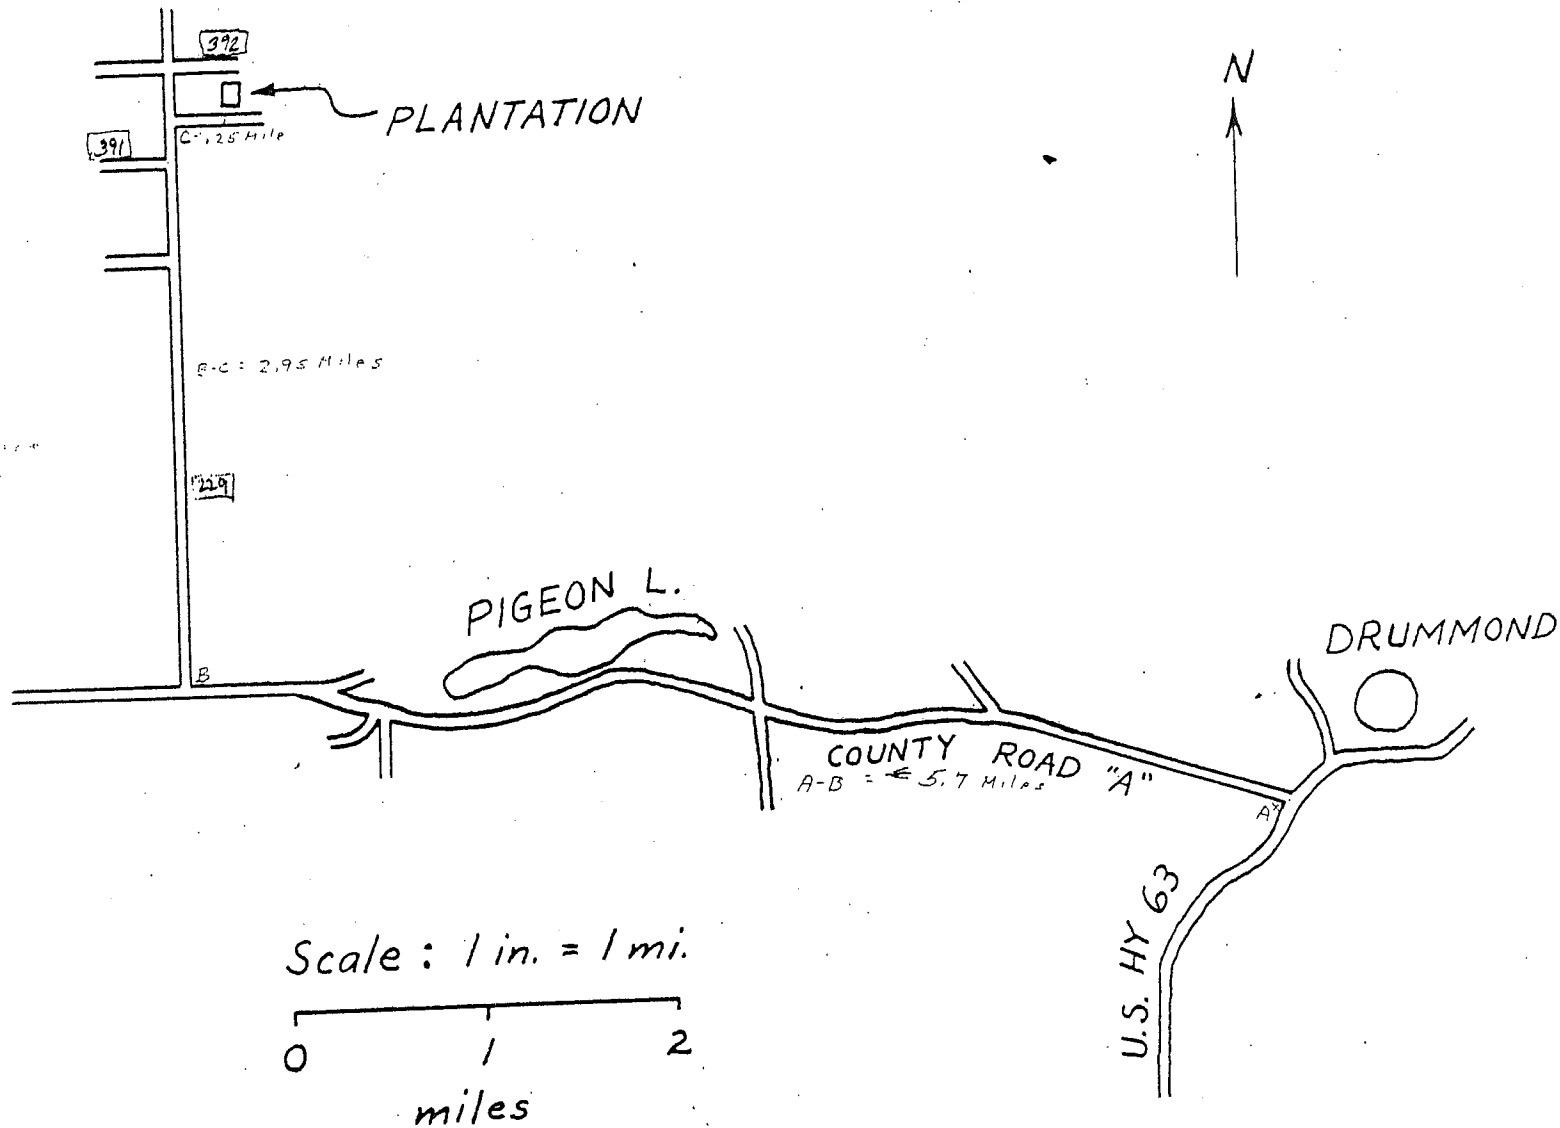 392
N
PLANTATION
C-.25 Mile
391
B-C = 2.95 Miles
229
PIGEON L.
DRUMMOND
B
COUNTY ROAD "A"
A-B = 5.7 Miles
A
U.S. HY 63
Scale : 1 in. = 1 mi.
0 1 2
miles